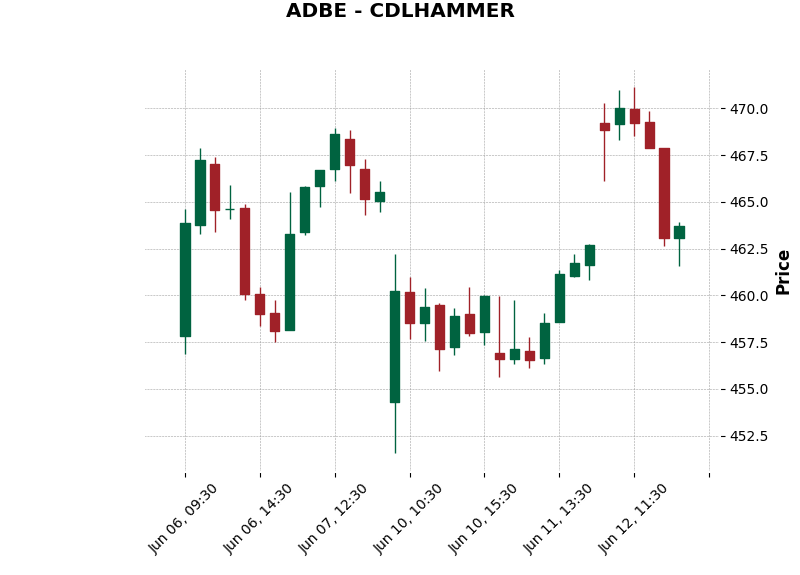 ADBE - CDLHAMMER
470.0
467.5
465.0
462.5
460.0
457.5
455.0
452.5
Price
Jun 06, 09:30
Jun 06, 14:30
Jun 07, 12:30
Jun 10, 10:30
Jun 10, 15:30
Jun 11, 13:30
Jun 12, 11:30